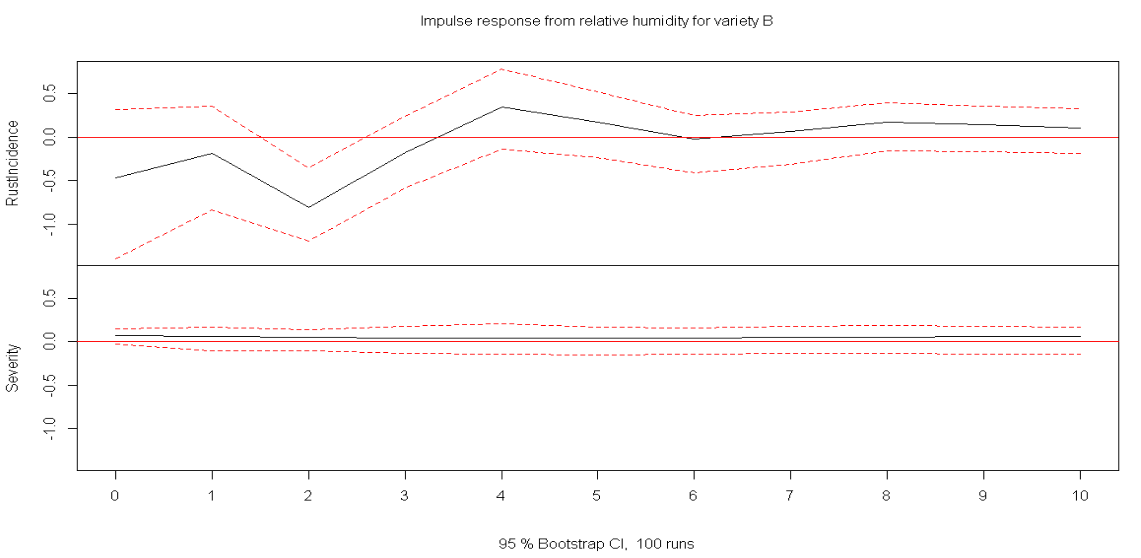 Impulse response from relative humidity for variety B
RustIncidence
0.5
0.0
-0.5
-1.0
Severity
0.5
0.0
-0.5
-1.0
0 1 2 3 4 5 6 7 8 9 10
95 % Bootstrap CI, 100 runs